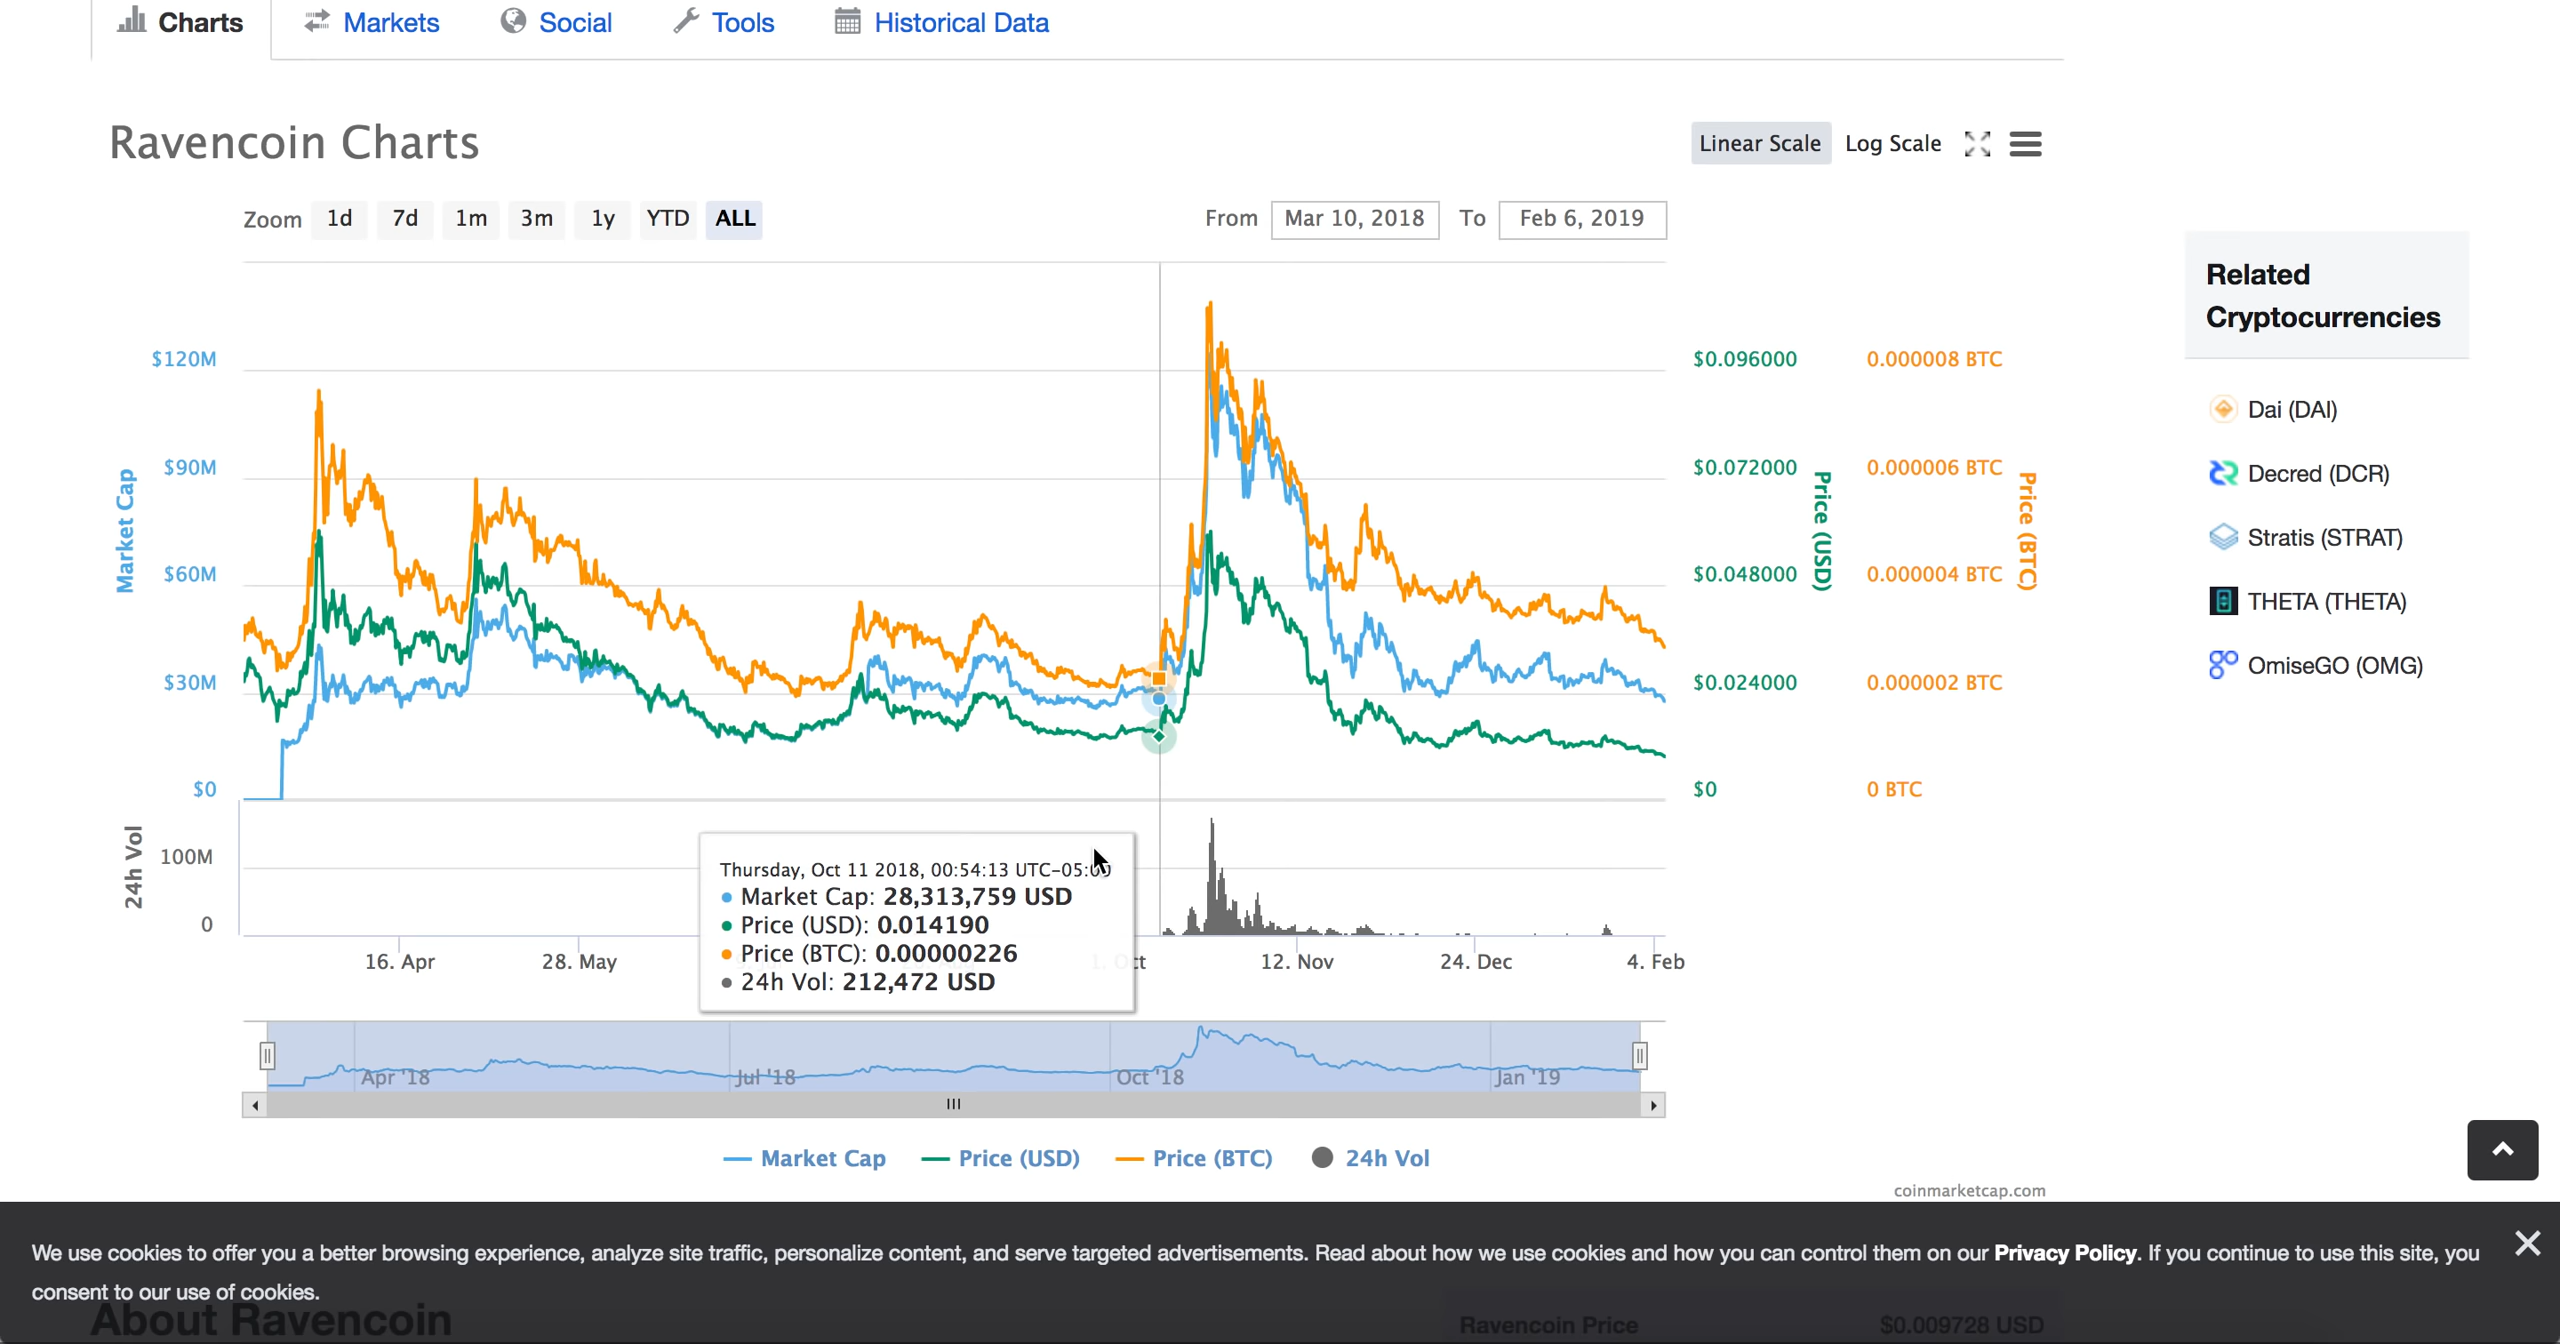 Charts Markets Social Tools Historical Data
Ravencoin Charts
Linear Scale Log Scale
Zoom 1d 7d 1m 3m 1y YTD ALL
From Mar 10, 2018 To Feb 6, 2019
Related
Cryptocurrencies
Dai (DAI)
Decred (DCR)
Stratis (STRAT)
THETA (THETA)
OmiseGO (OMG)
Market Cap
$120M
$90M
$60M
$30M
$0
$0.096000
$0.072000
$0.048000
$0.024000
$0
Price (USD)
0.000008 BTC
0.000006 BTC
0.000004 BTC
0.000002 BTC
0 BTC
Price (BTC)
24h Vol
100M
0
Thursday, Oct 11 2018, 00:54:13 UTC-05:00
Market Cap: 28,313,759 USD
Price (USD): 0.014190
Price (BTC): 0.00000226
24h Vol: 212,472 USD
16. Apr 28. May 1. Oct 12. Nov 24. Dec 4. Feb
Apr '18 Jul '18 Oct '18 Jan '19
Market Cap Price (USD) Price (BTC) 24h Vol
coinmarketcap.com
We use cookies to offer you a better browsing experience, analyze site traffic, personalize content, and serve targeted advertisements. Read about how we use cookies and how you can control them on our Privacy Policy. If you continue to use this site, you
consent to our use of cookies.
About Ravencoin
Ravencoin Price $0.009728 USD